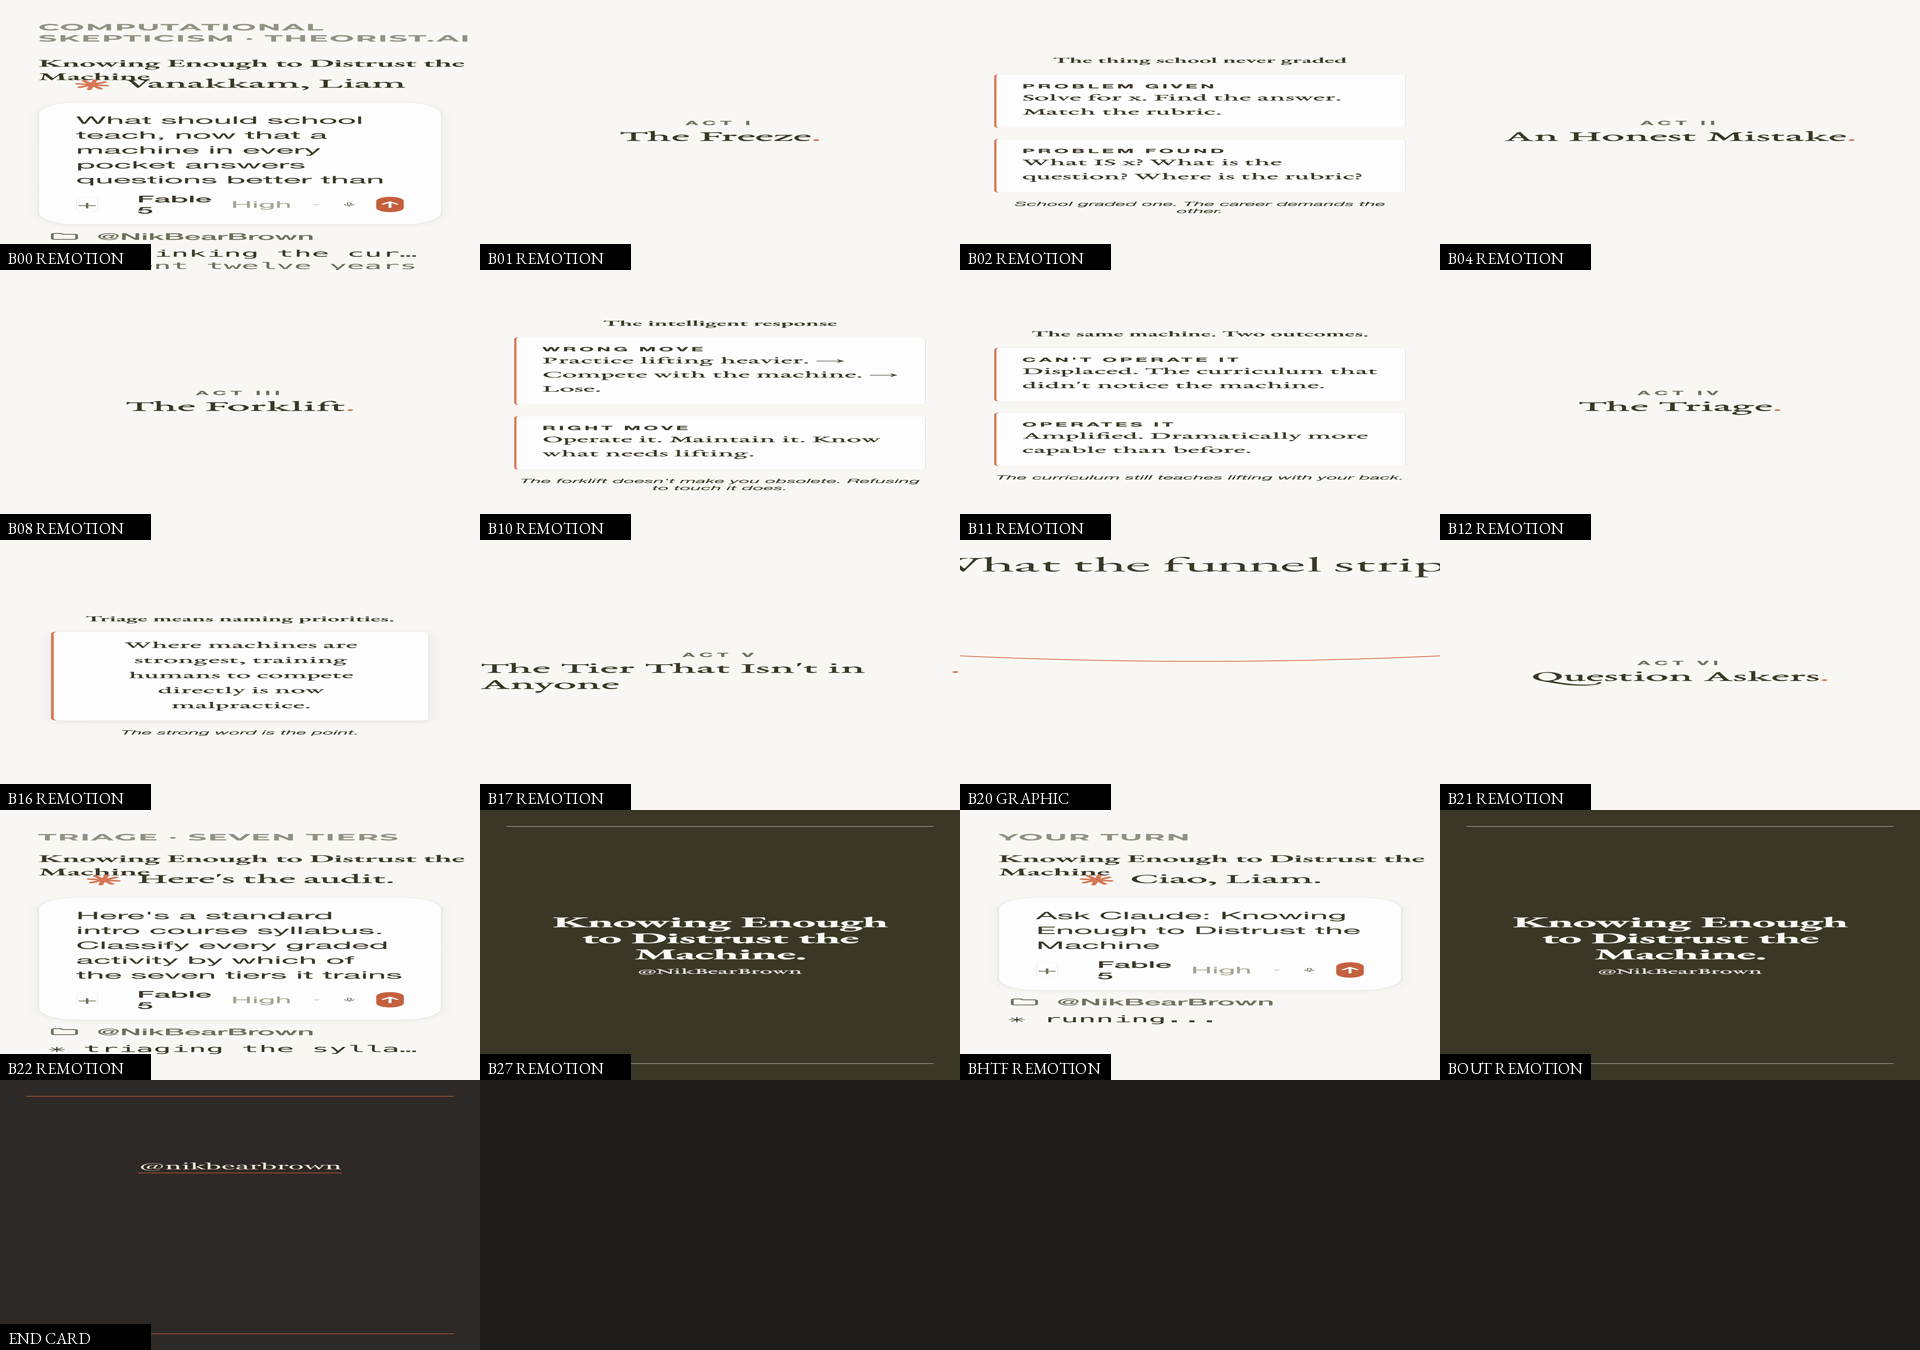 COMPUTATIONAL
SKEPTICISM · THEORIST.AI
Knowing Enough to Distrust the
Machine
Vanakkam, Liam
What should school
teach, now that a
machine in every
pocket answers
questions better than
+ Fable 5 High
@NikBearBrown
inking the cur…
nt twelve years
B00 REMOTION
ACT I
The Freeze.
B01 REMOTION
The thing school never graded
PROBLEM GIVEN
Solve for x. Find the answer.
Match the rubric.
PROBLEM FOUND
What IS x? What is the
question? Where is the rubric?
School graded one. The career demands the
other.
B02 REMOTION
ACT II
An Honest Mistake.
B04 REMOTION
ACT III
The Forklift.
B08 REMOTION
The intelligent response
WRONG MOVE
Practice lifting heavier. →
Compete with the machine. →
Lose.
RIGHT MOVE
Operate it. Maintain it. Know
what needs lifting.
The forklift doesn't make you obsolete. Refusing
to touch it does.
B10 REMOTION
The same machine. Two outcomes.
CAN'T OPERATE IT
Displaced. The curriculum that
didn't notice the machine.
OPERATES IT
Amplified. Dramatically more
capable than before.
The curriculum still teaches lifting with your back.
B11 REMOTION
ACT IV
The Triage.
B12 REMOTION
Triage means naming priorities.
Where machines are
strongest, training
humans to compete
directly is now
malpractice.
The strong word is the point.
B16 REMOTION
ACT V
The Tier That Isn't in
Anyone
.
B17 REMOTION
What the funnel strip
B20 GRAPHIC
ACT VI
Question Askers.
B21 REMOTION
TRIAGE · SEVEN TIERS
Knowing Enough to Distrust the
Machine
Here's the audit.
Here's a standard
intro course syllabus.
Classify every graded
activity by which of
the seven tiers it trains
+ Fable 5 High
@NikBearBrown
* triaging the sylla…
B22 REMOTION
Knowing Enough
to Distrust the
Machine.
@NikBearBrown
B27 REMOTION
YOUR TURN
Knowing Enough to Distrust the
Machine
Ciao, Liam.
Ask Claude: Knowing
Enough to Distrust the
Machine
+ Fable 5 High
@NikBearBrown
* running...
BHTF REMOTION
Knowing Enough
to Distrust the
Machine.
@NikBearBrown
BOUT REMOTION
@nikbearbrown
END CARD